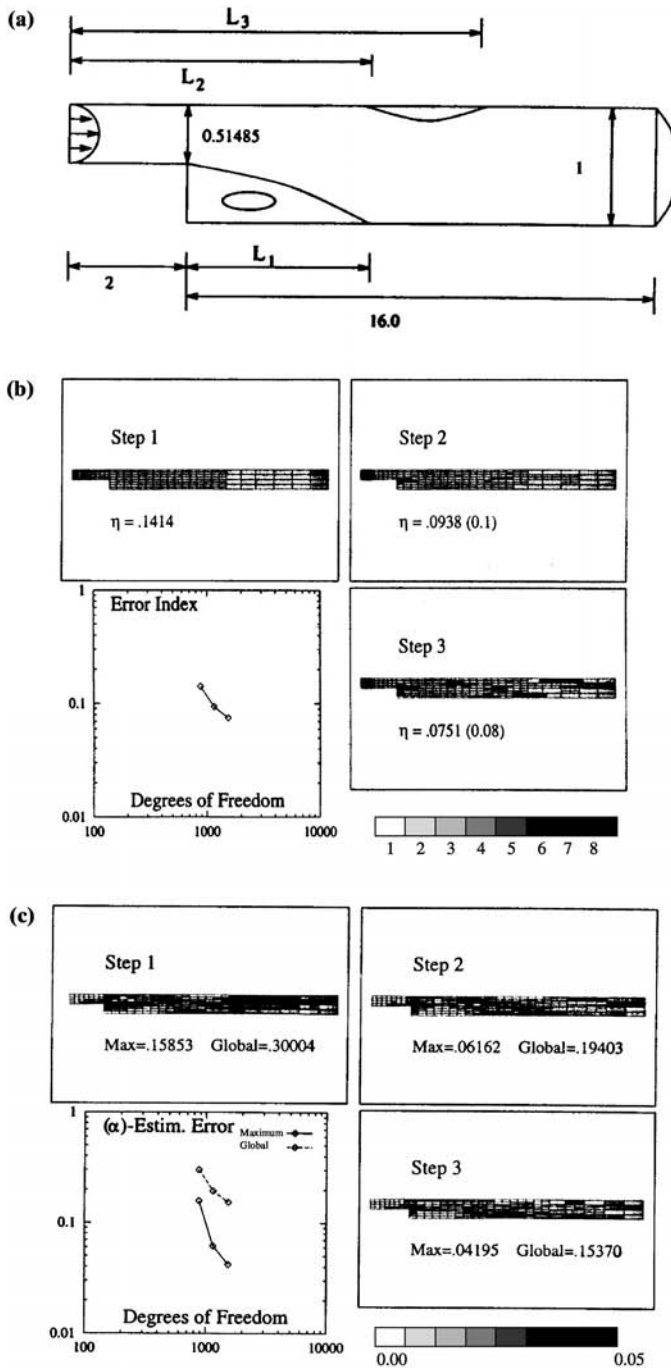 (a)
L3
L2
0.51485
1
L1
2
16.0
(b)
Step 1
η = .1414
Step 2
η = .0938 (0.1)
Error Index
1
0.1
0.01
100 1000 10000
Degrees of Freedom
Step 3
η = .0751 (0.08)
1 2 3 4 5 6 7 8
(c)
Step 1
Max=.15853 Global=.30004
Step 2
Max=.06162 Global=.19403
(α)-Estim. Error
Maximum
Global
1
0.1
0.01
100 1000 10000
Degrees of Freedom
Step 3
Max=.04195 Global=.15370
0.00 0.05